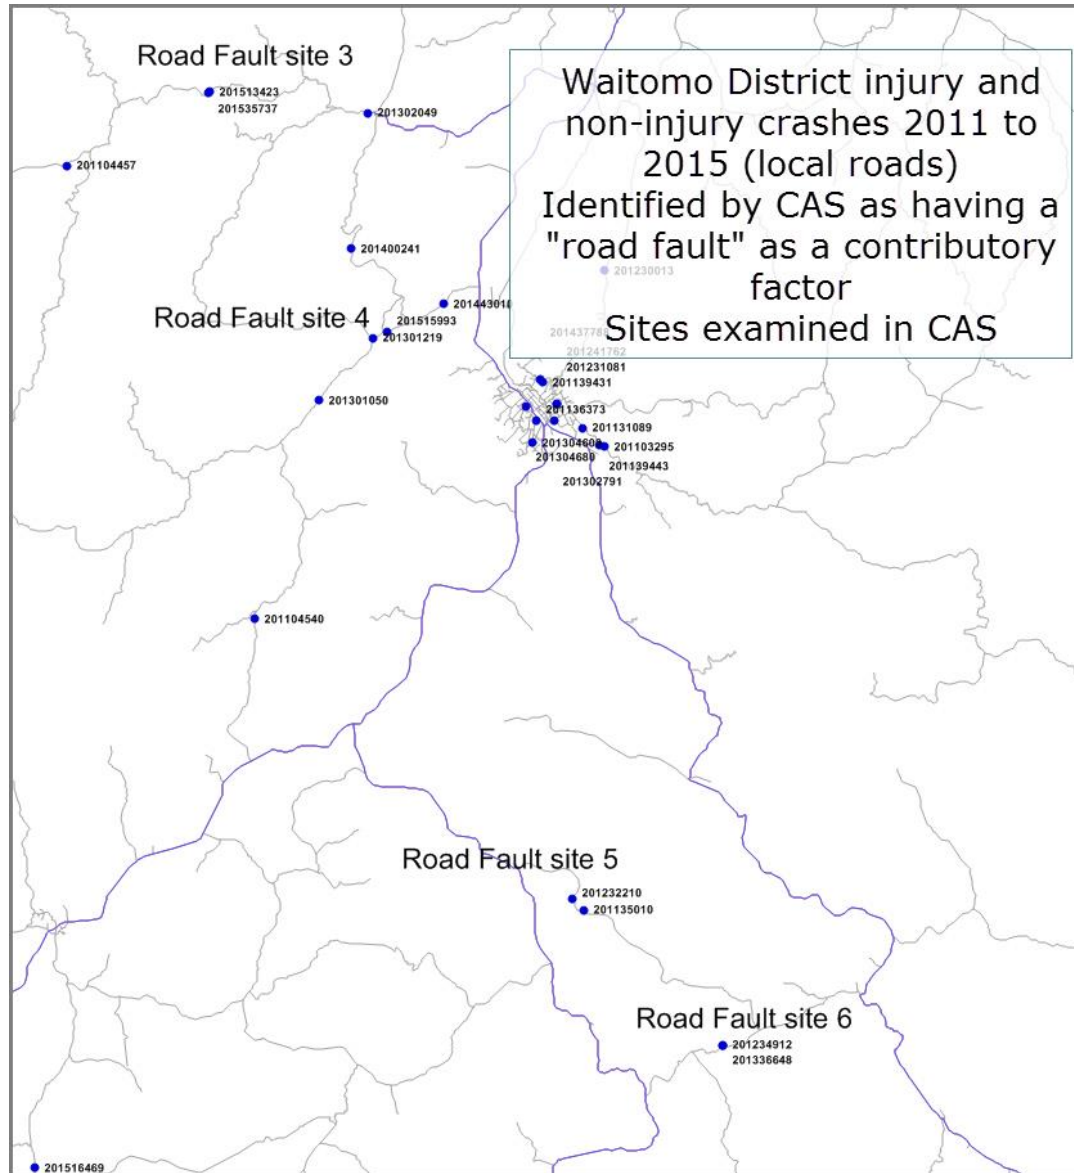 Road Fault site 3
201513423
201535737
201302049
201104457
Waitomo District injury and
non-injury crashes 2011 to
2015 (local roads)
Identified by CAS as having a
"road fault" as a contributory
factor
Sites examined in CAS
201230013
201400241
Road Fault site 4
201515993
201301219
201301050
201241762
201231081
201139431
201136373
201131089
201103295
201139443
201304680
201302791
201104540
Road Fault site 5
201232210
201135010
Road Fault site 6
201234912
201336648
201516469